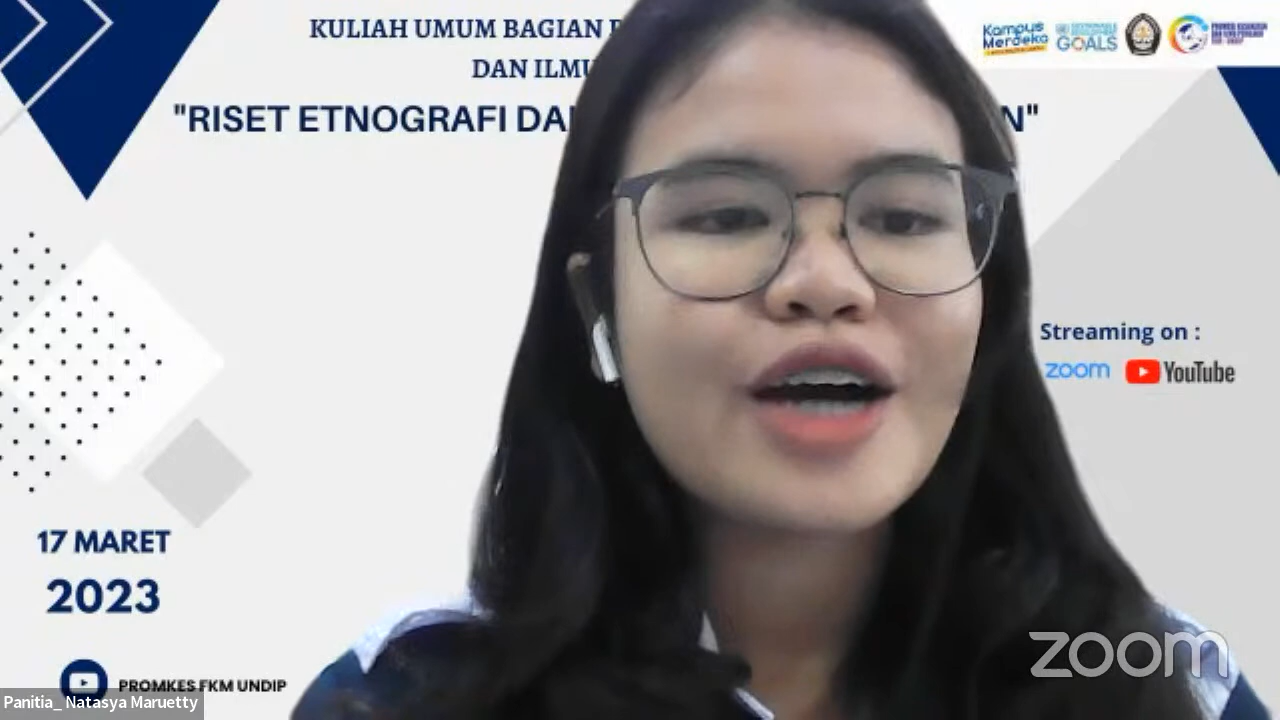 KULIAH UMUM BAGIAN
DAN ILMU
"RISET ETNOGRAFI DA
N"
Kampus
Merdeka
GOALS
Streaming on :
zoom YouTube
17 MARET
2023
PROMKES FKM UNDIP
zoom
Panitia_ Natasya Maruetty